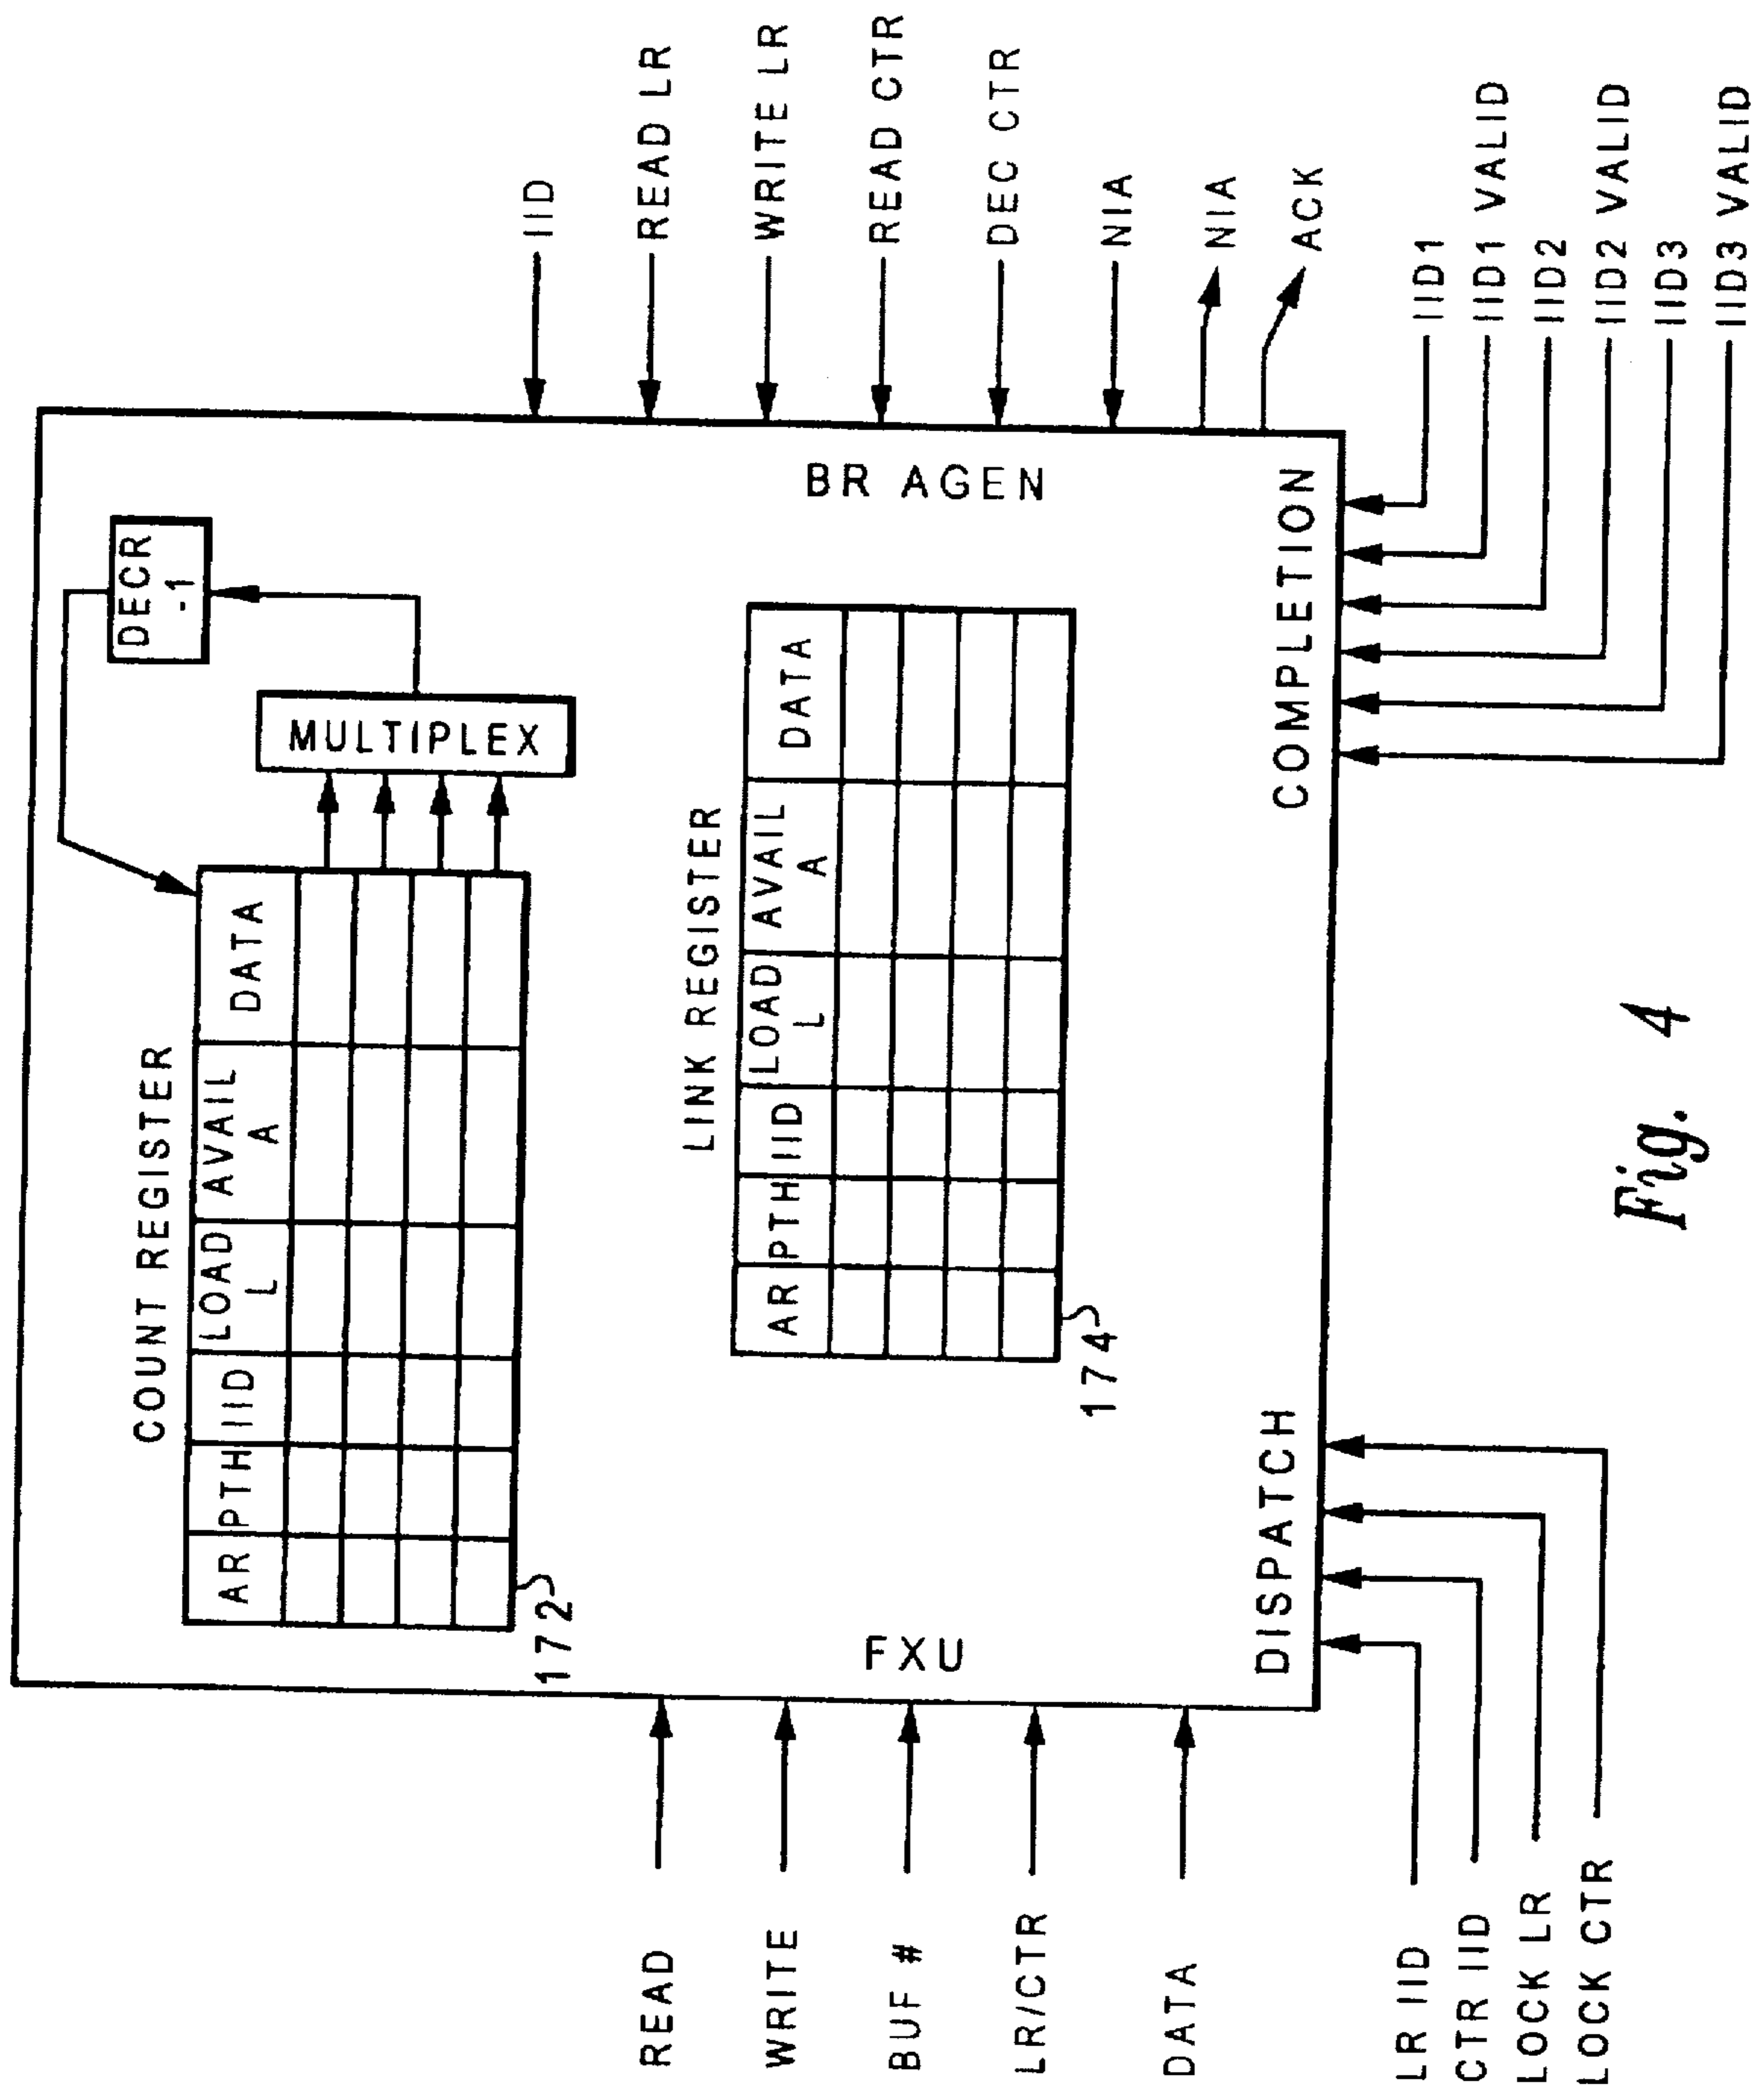 COUNT REGISTER
AR PTH IID LOAD L AVAIL A DATA
172
MULTIPLEX
DECR -1
LINK REGISTER
AR PTH IID LOAD L AVAIL A DATA
174
FXU
BR AGEN
DISPATCH
COMPLETION
READ
WRITE
BUF #
LR/CTR
DATA
LR IID
CTR IID
LOCK LR
LOCK CTR
IID
READ LR
WRITE LR
READ CTR
DEC CTR
NIA
NIA
ACK
IID1
IID1 VALID
IID2
IID2 VALID
IID3
IID3 VALID
Fig. 4